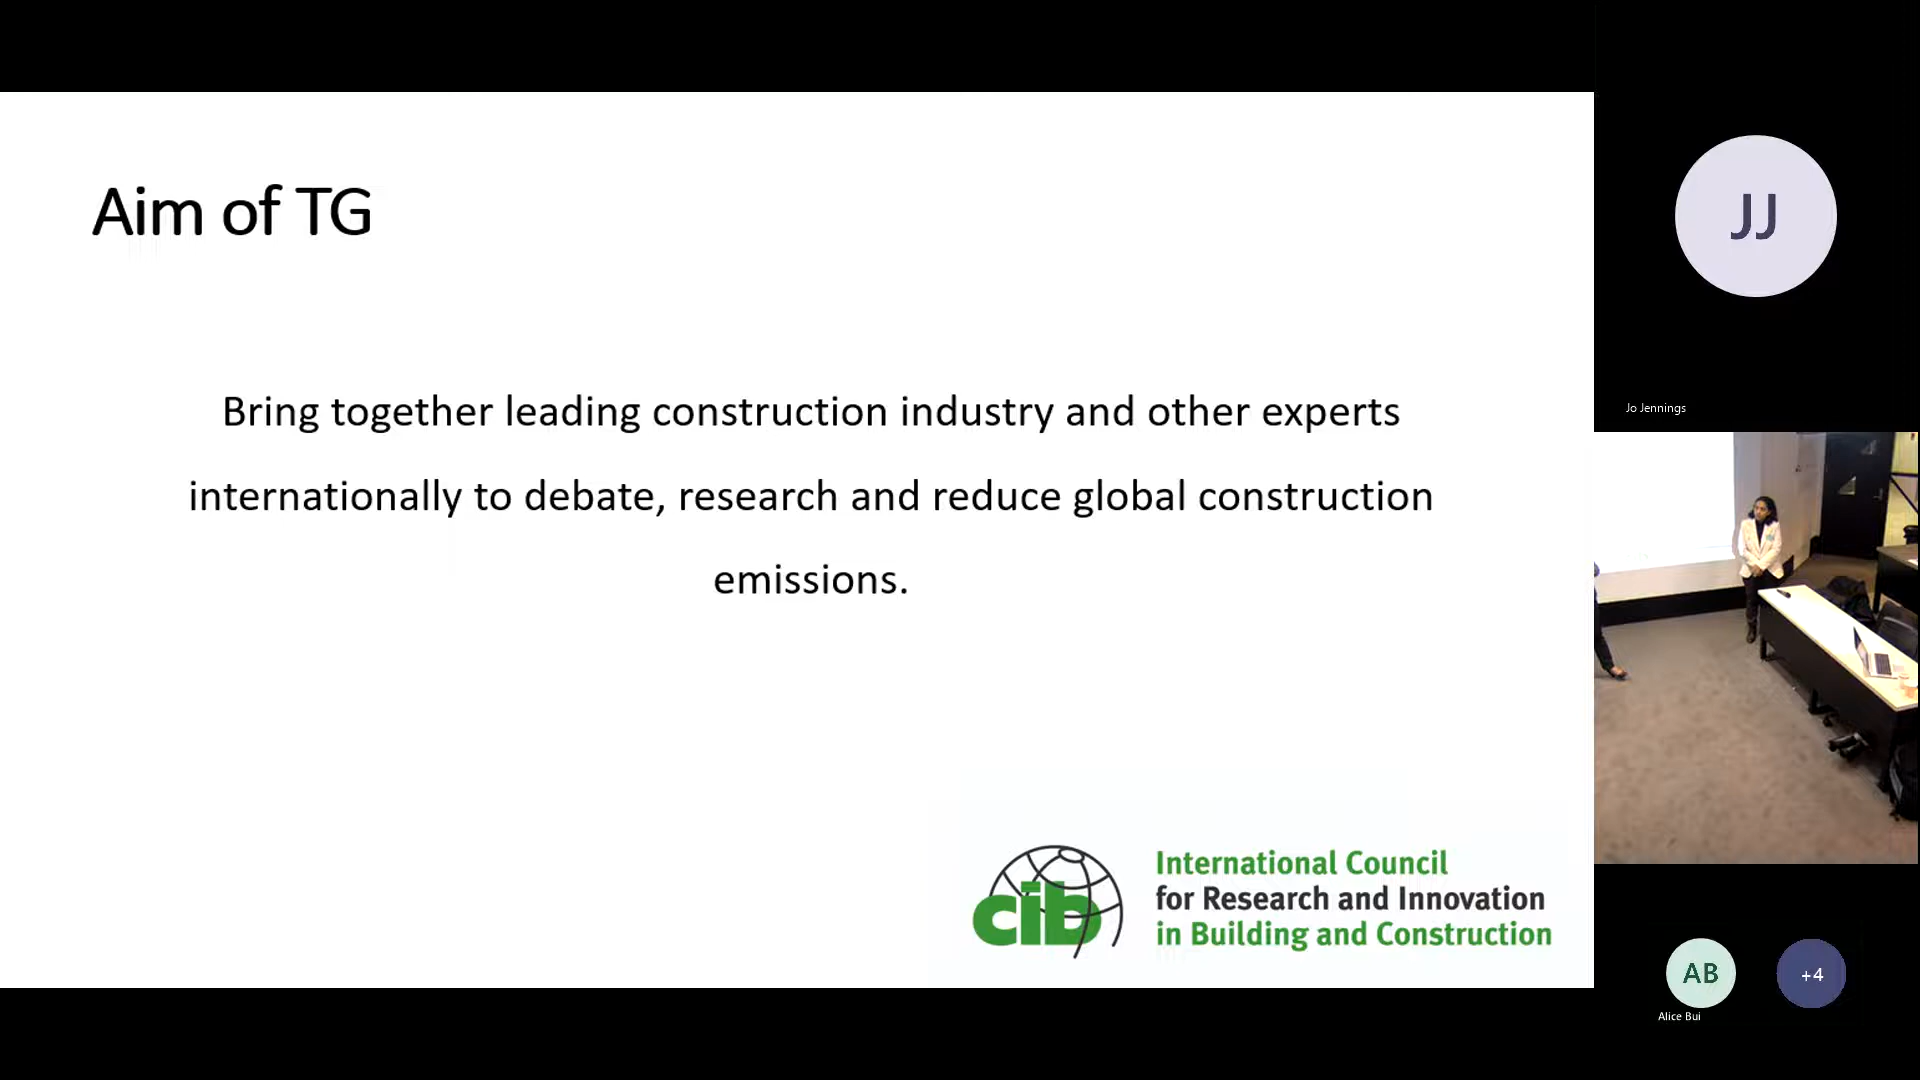 Aim of TG
Bring together leading construction industry and other experts
internationally to debate, research and reduce global construction
emissions.
cib
International Council
for Research and Innovation
in Building and Construction
JJ
Jo Jennings
AB
+4
Alice Bui